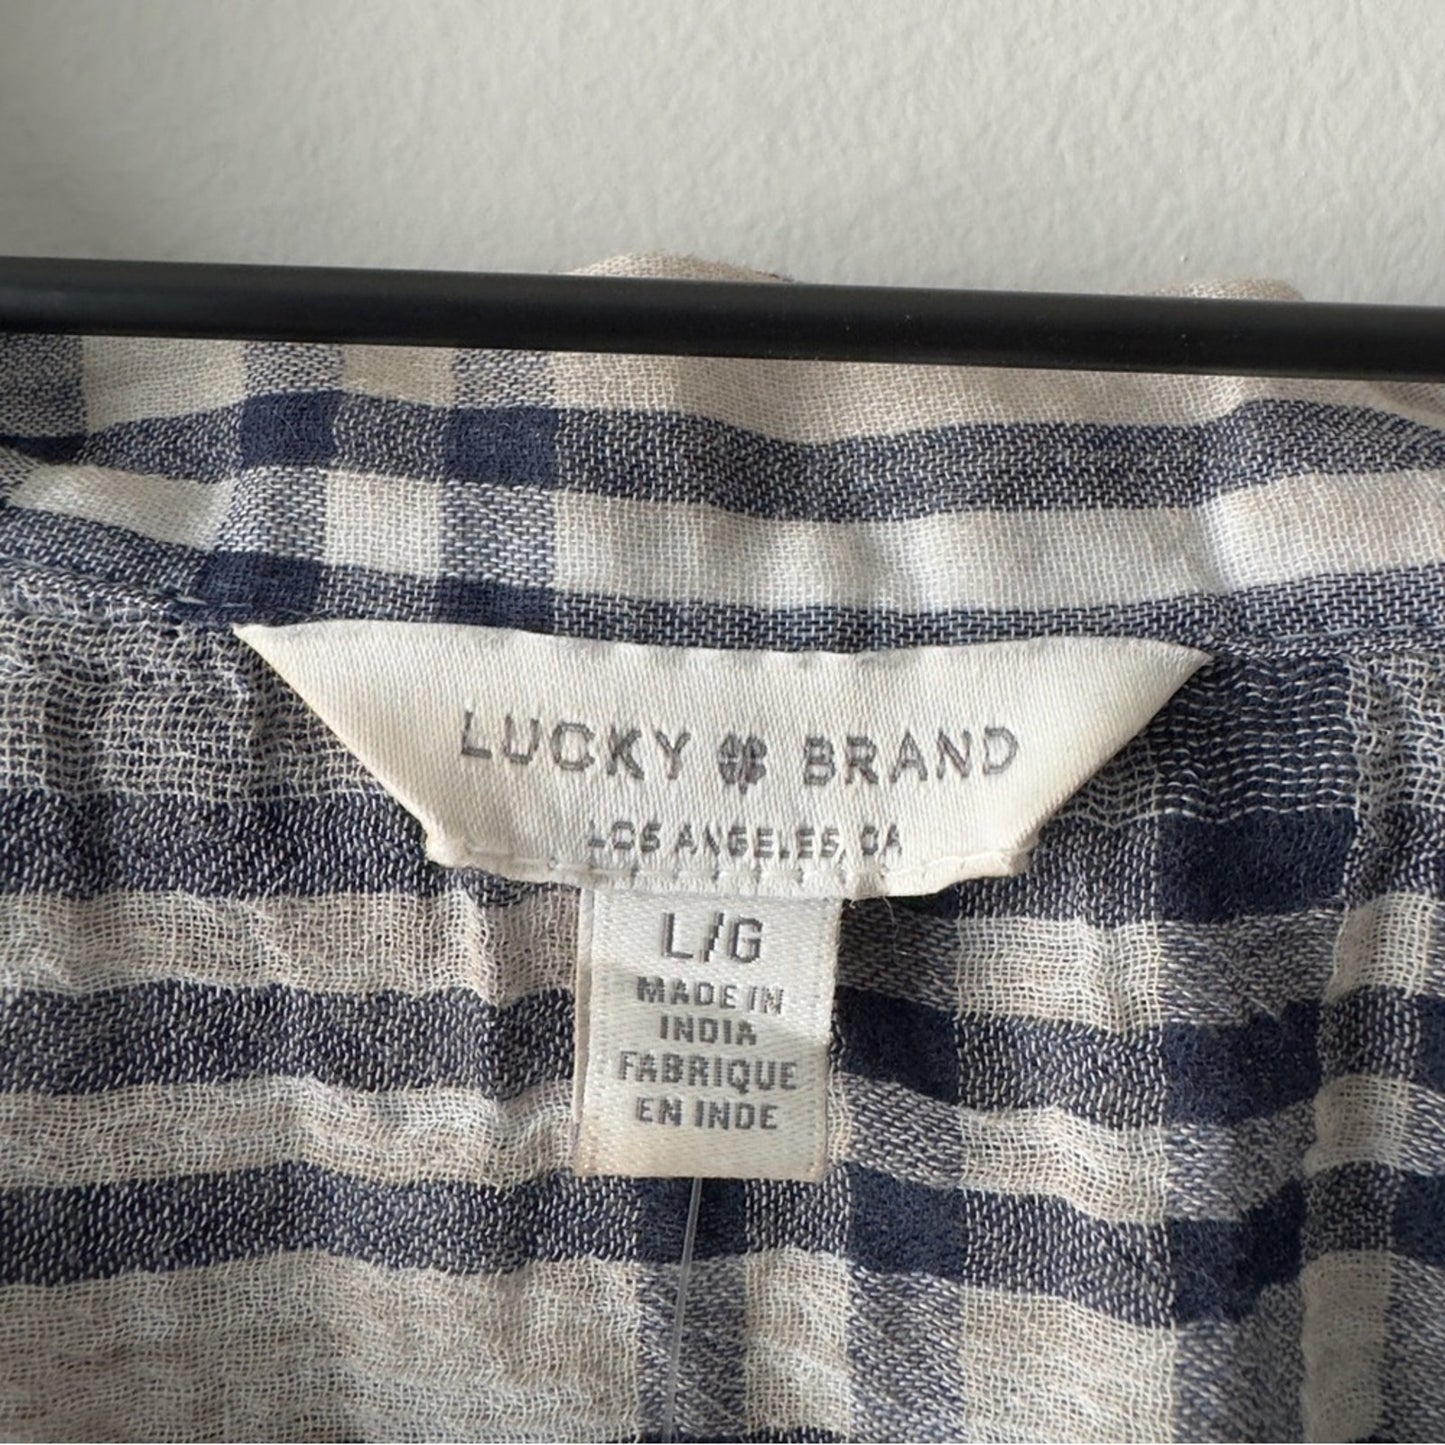 LUCKY BRAND
LOS ANGELES, CA
L/G
MADE IN
INDIA
FABRIQUE
EN INDE